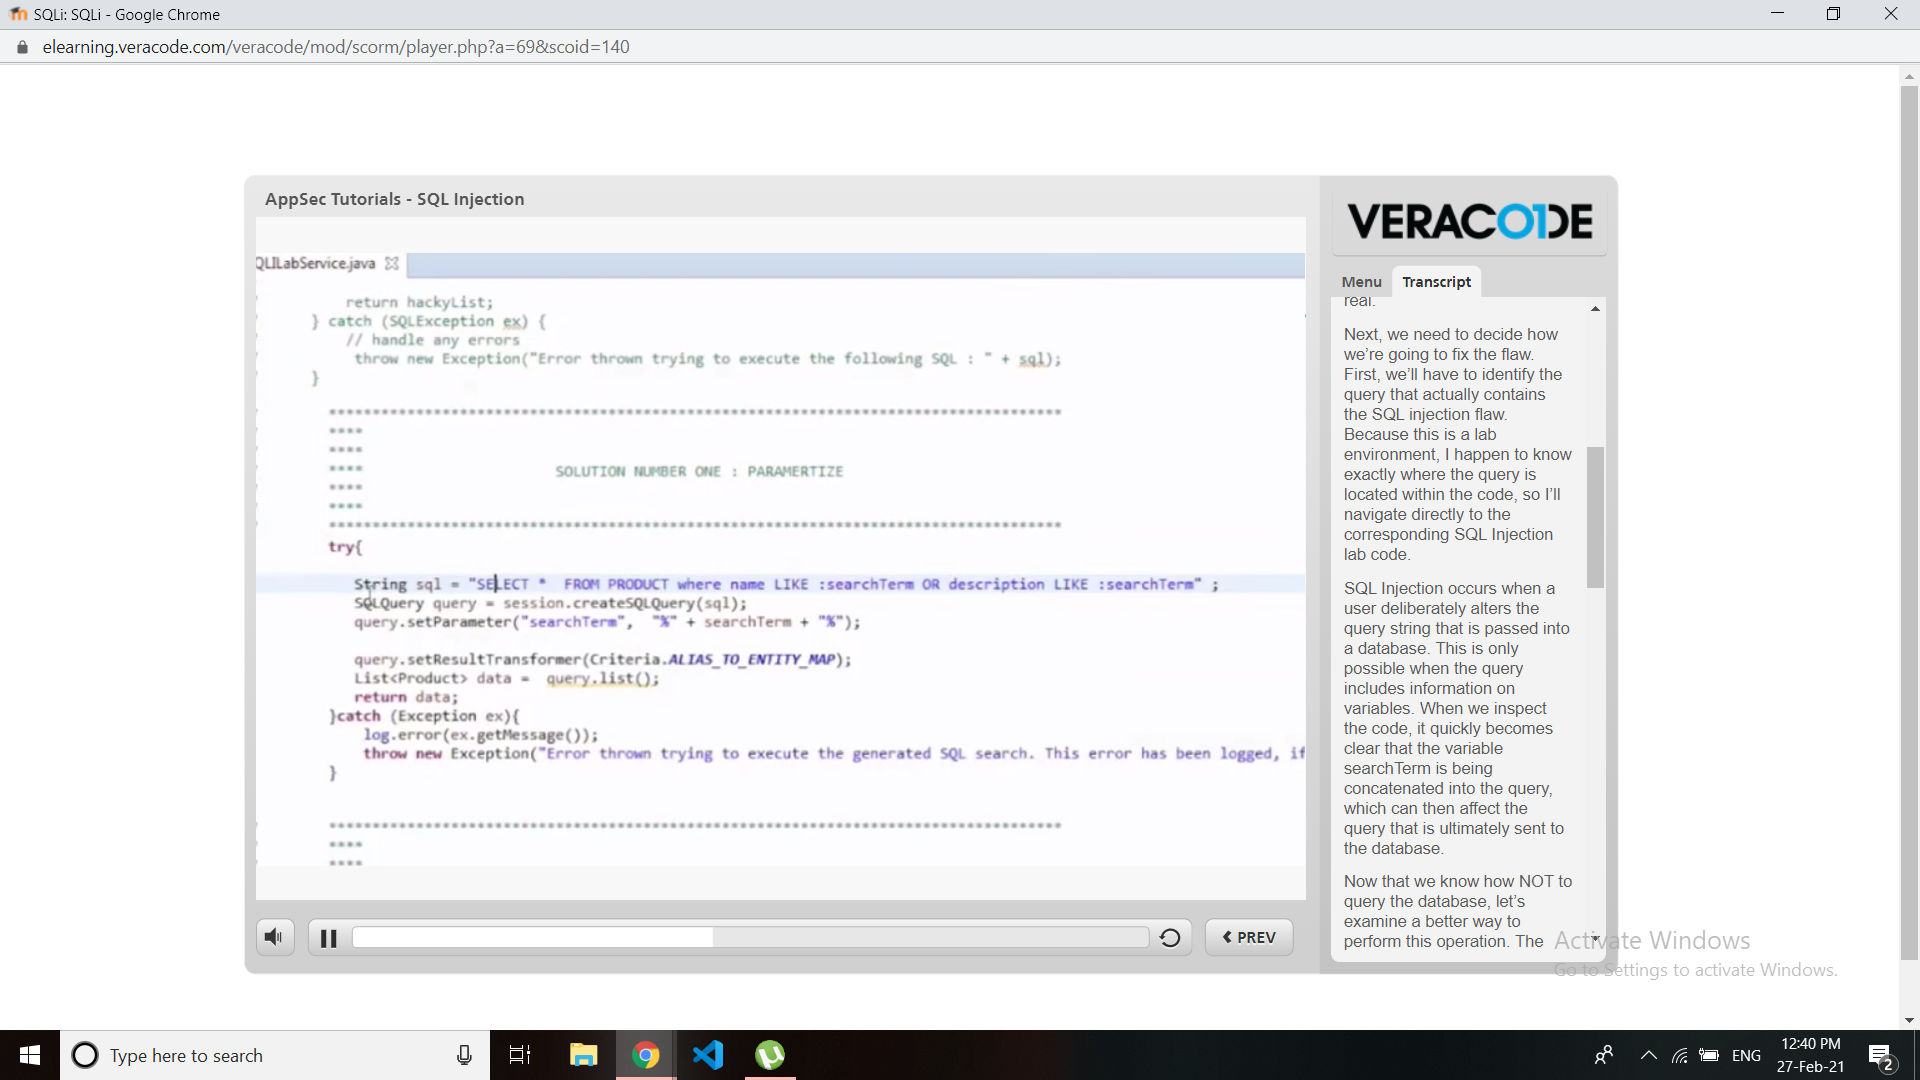 SQLi: SQLi - Google Chrome
elearning.veracode.com/veracode/mod/scorm/player.php?a=69&scoid=140
AppSec Tutorials - SQL Injection
QLILabService.java
return hackyList;
} catch (SQLException ex) {
// handle any errors
throw new Exception("Error thrown trying to execute the following SQL : " + sql);
}
****
****
**** SOLUTION NUMBER ONE : PARAMERTIZE
****
****
try{
String sql = "SELECT * FROM PRODUCT where name LIKE :searchTerm OR description LIKE :searchTerm" ;
SQLQuery query = session.createSQLQuery(sql);
query.setParameter("searchTerm", "%" + searchTerm + "%");
query.setResultTransformer(Criteria.ALIAS_TO_ENTITY_MAP);
List<Product> data = query.list();
return data;
}catch (Exception ex){
log.error(ex.getMessage());
throw new Exception("Error thrown trying to execute the generated SQL search. This error has been logged, if
}
****
****
PREV
VERACODE
Menu Transcript
real.
Next, we need to decide how
we're going to fix the flaw.
First, we'll have to identify the
query that actually contains
the SQL injection flaw.
Because this is a lab
environment, I happen to know
exactly where the query is
located within the code, so I'll
navigate directly to the
corresponding SQL Injection
lab code.
SQL Injection occurs when a
user deliberately alters the
query string that is passed into
a database. This is only
possible when the query
includes information on
variables. When we inspect
the code, it quickly becomes
clear that the variable
searchTerm is being
concatenated into the query,
which can then affect the
query that is ultimately sent to
the database.
Now that we know how NOT to
query the database, let's
examine a better way to
perform this operation. The
Activate Windows
Go to Settings to activate Windows.
Type here to search
ENG
12:40 PM
27-Feb-21
2